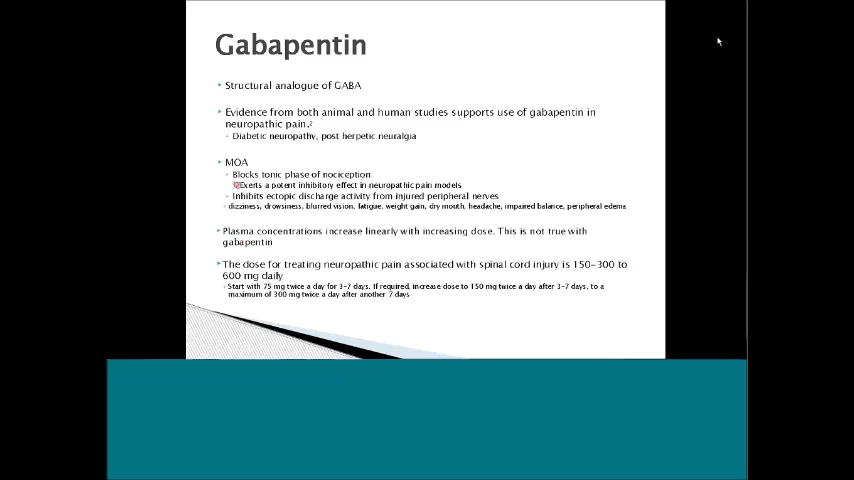 Gabapentin
Structural analogue of GABA
Evidence from both animal and human studies supports use of gabapentin in
neuropathic pain.2
Diabetic neuropathy, post herpetic neuralgia
MOA
Blocks tonic phase of nociception
Exerts a potent inhibitory effect in neuropathic pain models
Inhibits ectopic discharge activity from injured peripheral nerves
dizziness, drowsiness, blurred vision, fatigue, weight gain, dry mouth, headache, impaired balance, peripheral edema
Plasma concentrations increase linearly with increasing dose. This is not true with
gabapentin
The dose for treating neuropathic pain associated with spinal cord injury is 150-300 to
600 mg daily
Start with 75 mg twice a day for 3-7 days. If required, increase dose to 150 mg twice a day after 3-7 days, to a
maximum of 300 mg twice a day after another 7 days